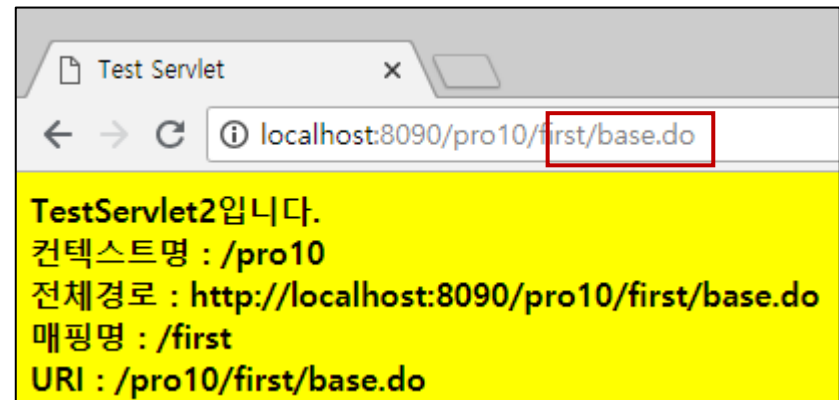 Test Servlet
localhost:8090/pro10/first/base.do
TestServlet2입니다.
컨텍스트명 : /pro10
전체경로 : http://localhost:8090/pro10/first/base.do
매핑명 : /first
URI : /pro10/first/base.do